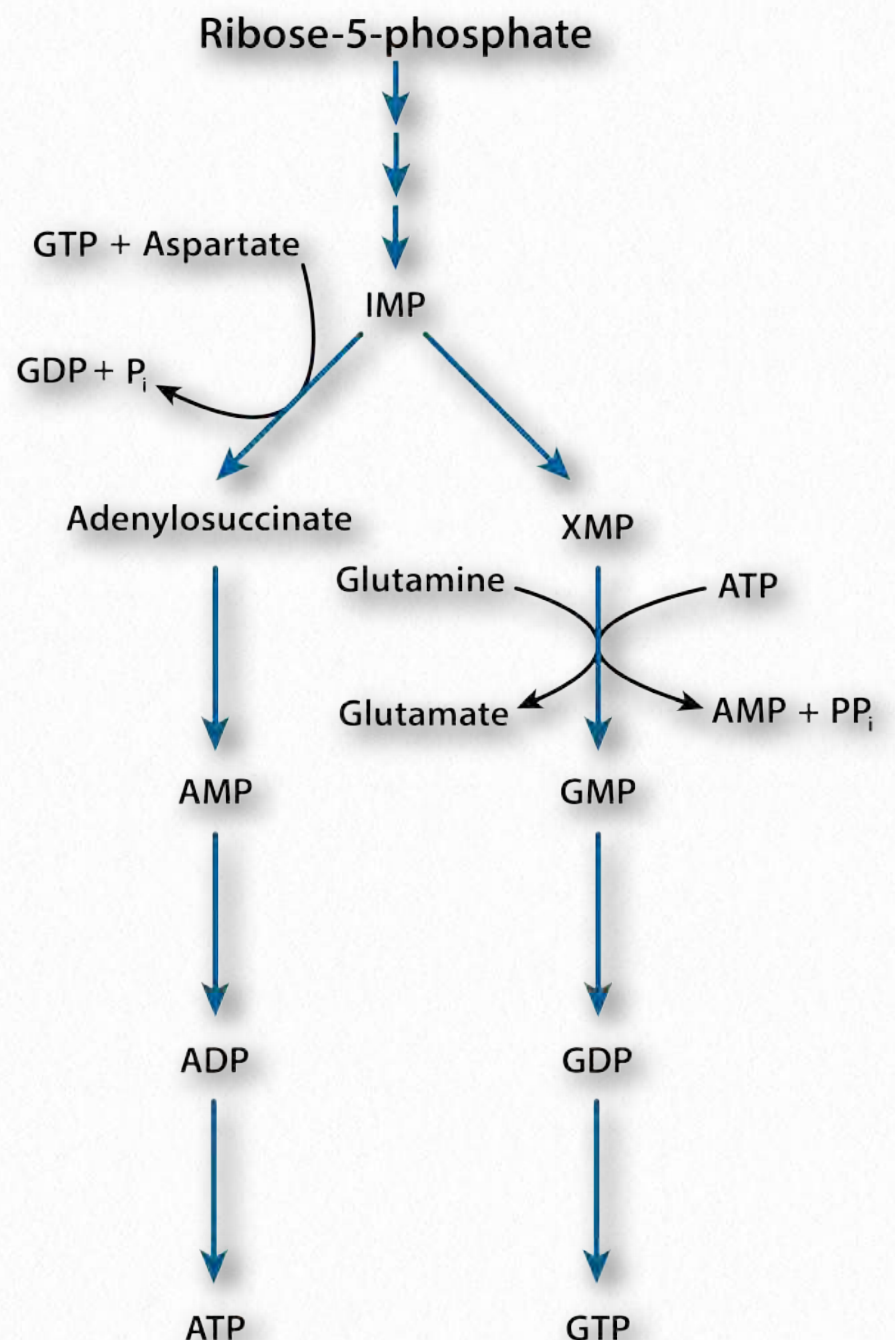 Ribose-5-phosphate
GTP + Aspartate
IMP
GDP + Pi
Adenylosuccinate
XMP
Glutamine
ATP
Glutamate
AMP + PPi
AMP
GMP
ADP
GDP
ATP
GTP